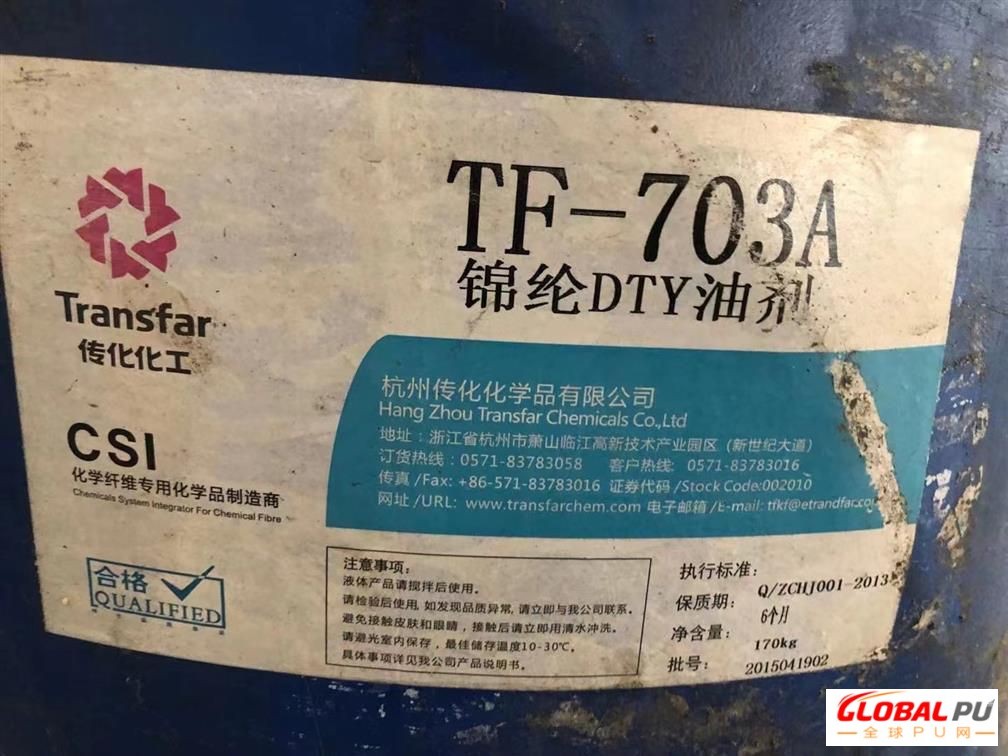 TF-703A
锦纶DTY油剂
Transfar
传化化工
CSI
化学纤维专用化学品制造商
Chemicals System Integrator For Chemical Fibre
合格
QUALIFIED
杭州传化化学品有限公司
Hang Zhou Transfar Chemicals Co.,Ltd
地址：浙江省杭州市萧山临江高新技术产业园区（新世纪大道）
订货热线：0571-83783058 客户热线: 0571-83783016
传真/Fax: +86-571-83783016 证券代码/Stock Code:002010
网址/URL: www.transfarchem.com 电子邮箱/E-mail: tfkf@etrandfar.com
注意事项:
液体产品请搅拌后使用。
请检验后使用, 如发现品质异常, 请立即与我公司联系。
避免接触皮肤和眼睛，接触后请立即用清水冲洗。
请避光室内保存，最佳储存温度10-30℃。
具体事项详见我公司产品说明书。
执行标准: Q/ZCHJ001-2013
保质期: 6个月
净含量: 170kg
批号: 2015041902
GLOBAL PU
全球PU网